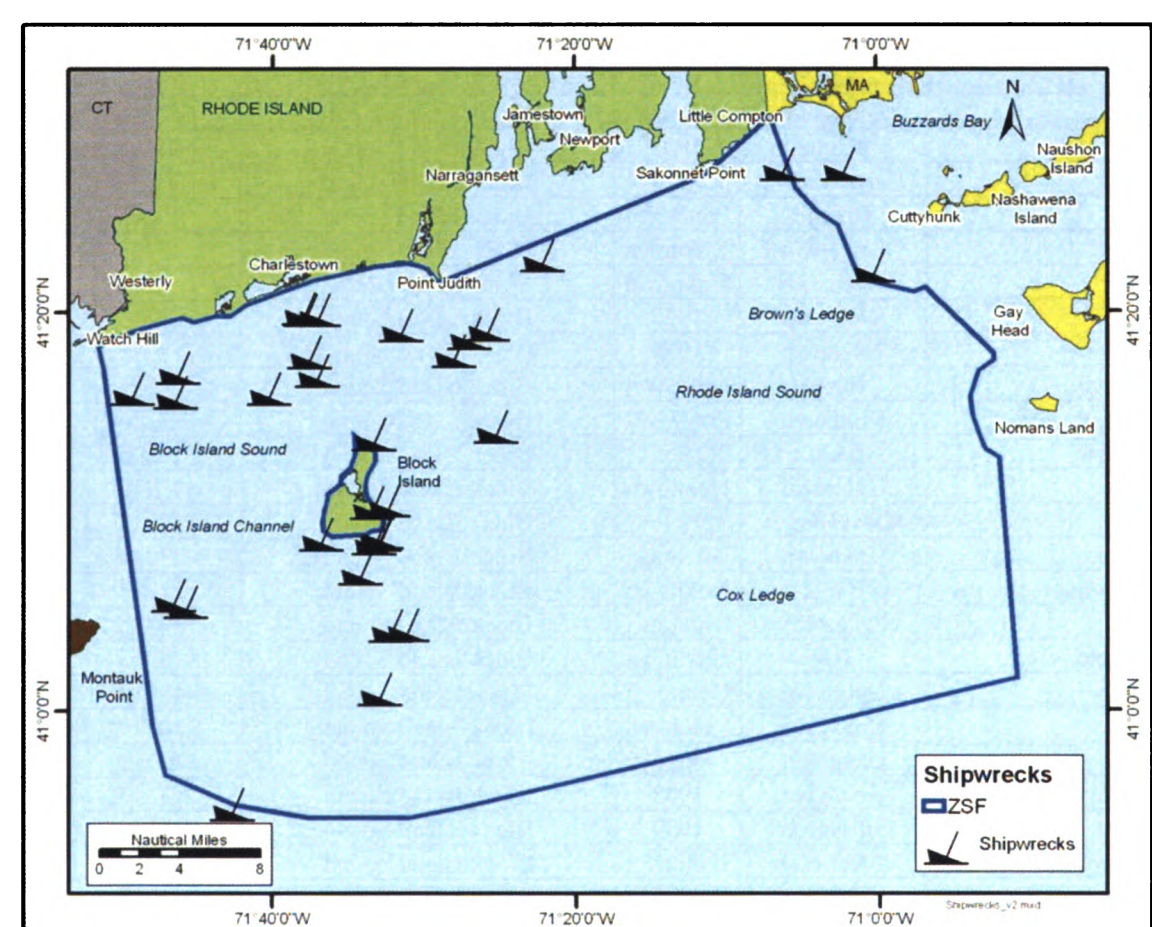 71°40'0"W 71°20'0"W 71°0'0"W
CT
RHODE ISLAND
MA
N
Jamestown
Little Compton
Buzzards Bay
Newport
Naushon
Island
Narragansett
Sakonnet Point
Nashawena
Island
Cuttyhunk
Charlestown
Westerly
Point Judith
41°20'0"N
41°20'0"N
Gay
Head
Brown's Ledge
Watch Hill
Rhode Island Sound
Nomans Land
Block Island Sound
Block
Island
Block Island Channel
Cox Ledge
Montauk
Point
41°0'0"N
41°0'0"N
Shipwrecks
ZSF
Shipwrecks
Nautical Miles
0 2 4 8
Shipwrecks_v2.mxd
71°40'0"W 71°20'0"W 71°0'0"W